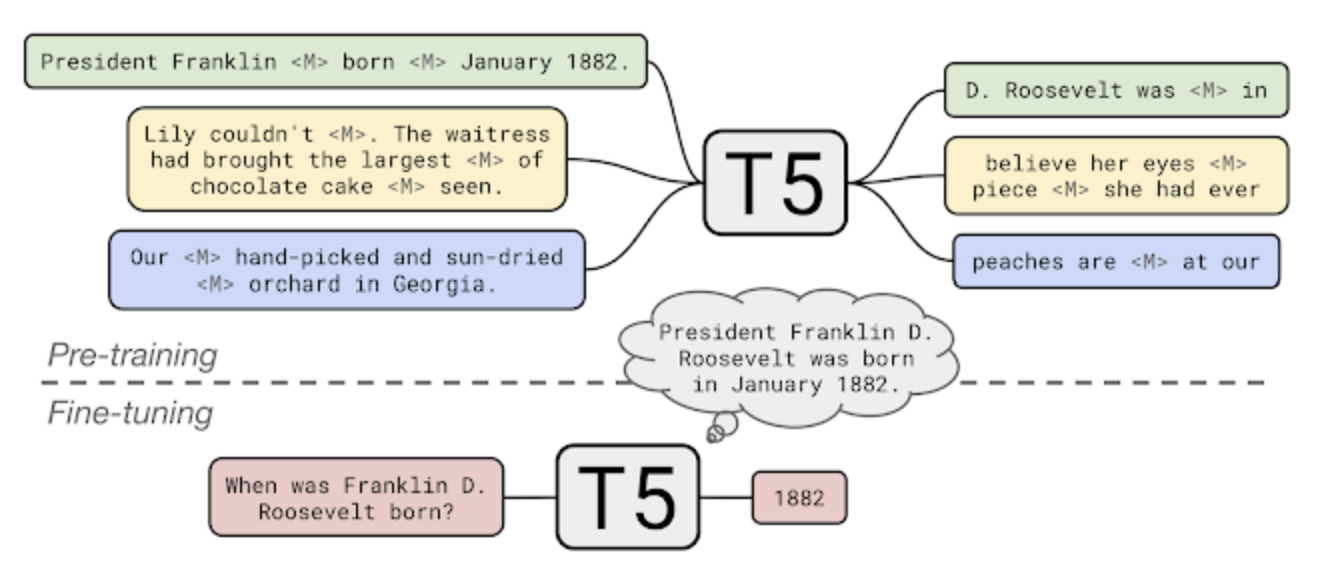 President Franklin <M> born <M> January 1882.
Lily couldn't <M>. The waitress
had brought the largest <M> of
chocolate cake <M> seen.
Our <M> hand-picked and sun-dried
<M> orchard in Georgia.
T5
D. Roosevelt was <M> in
believe her eyes <M>
piece <M> she had ever
peaches are <M> at our
Pre-training
President Franklin D.
Roosevelt was born
in January 1882.
Fine-tuning
When was Franklin D.
Roosevelt born?
T5
1882